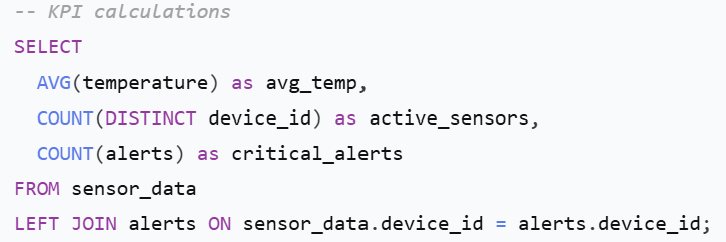 -- KPI calculations
SELECT
  AVG(temperature) as avg_temp,
  COUNT(DISTINCT device_id) as active_sensors,
  COUNT(alerts) as critical_alerts
FROM sensor_data
LEFT JOIN alerts ON sensor_data.device_id = alerts.device_id;